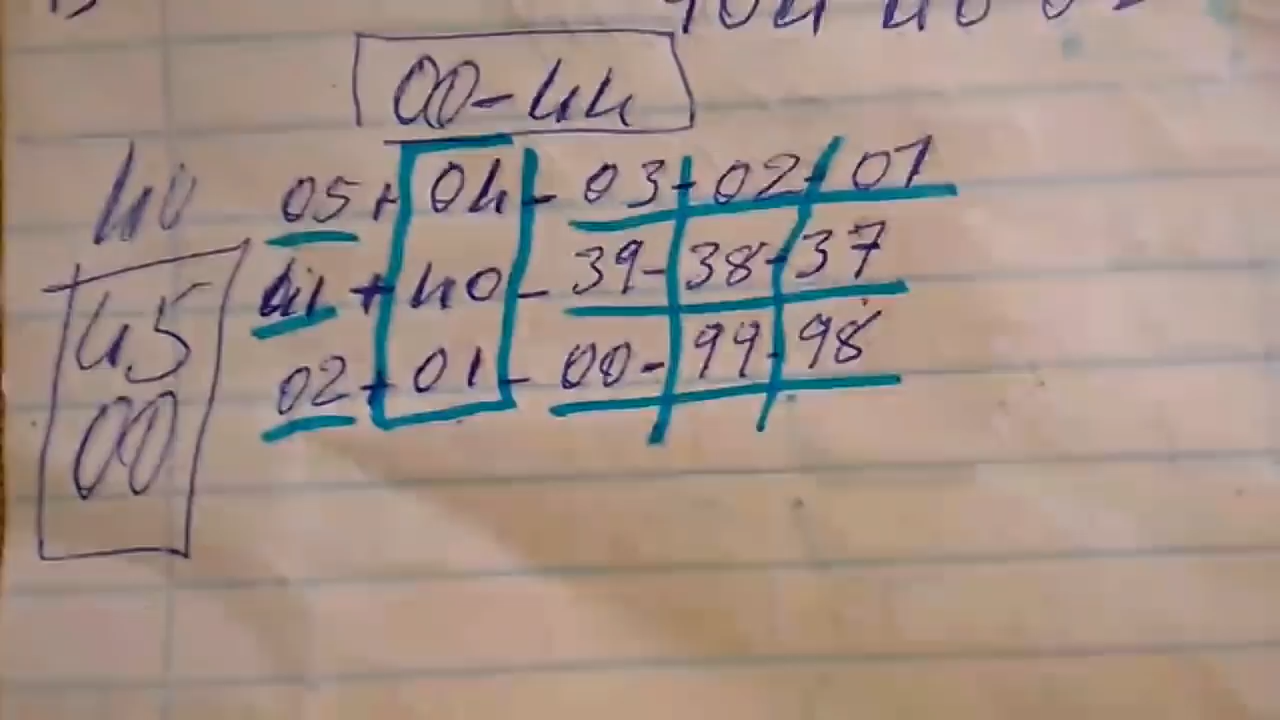 00-44
40 05+ 04 - 03+02+01
45 41 + 40 - 39-38-37
00 02+01 - 00-99-98